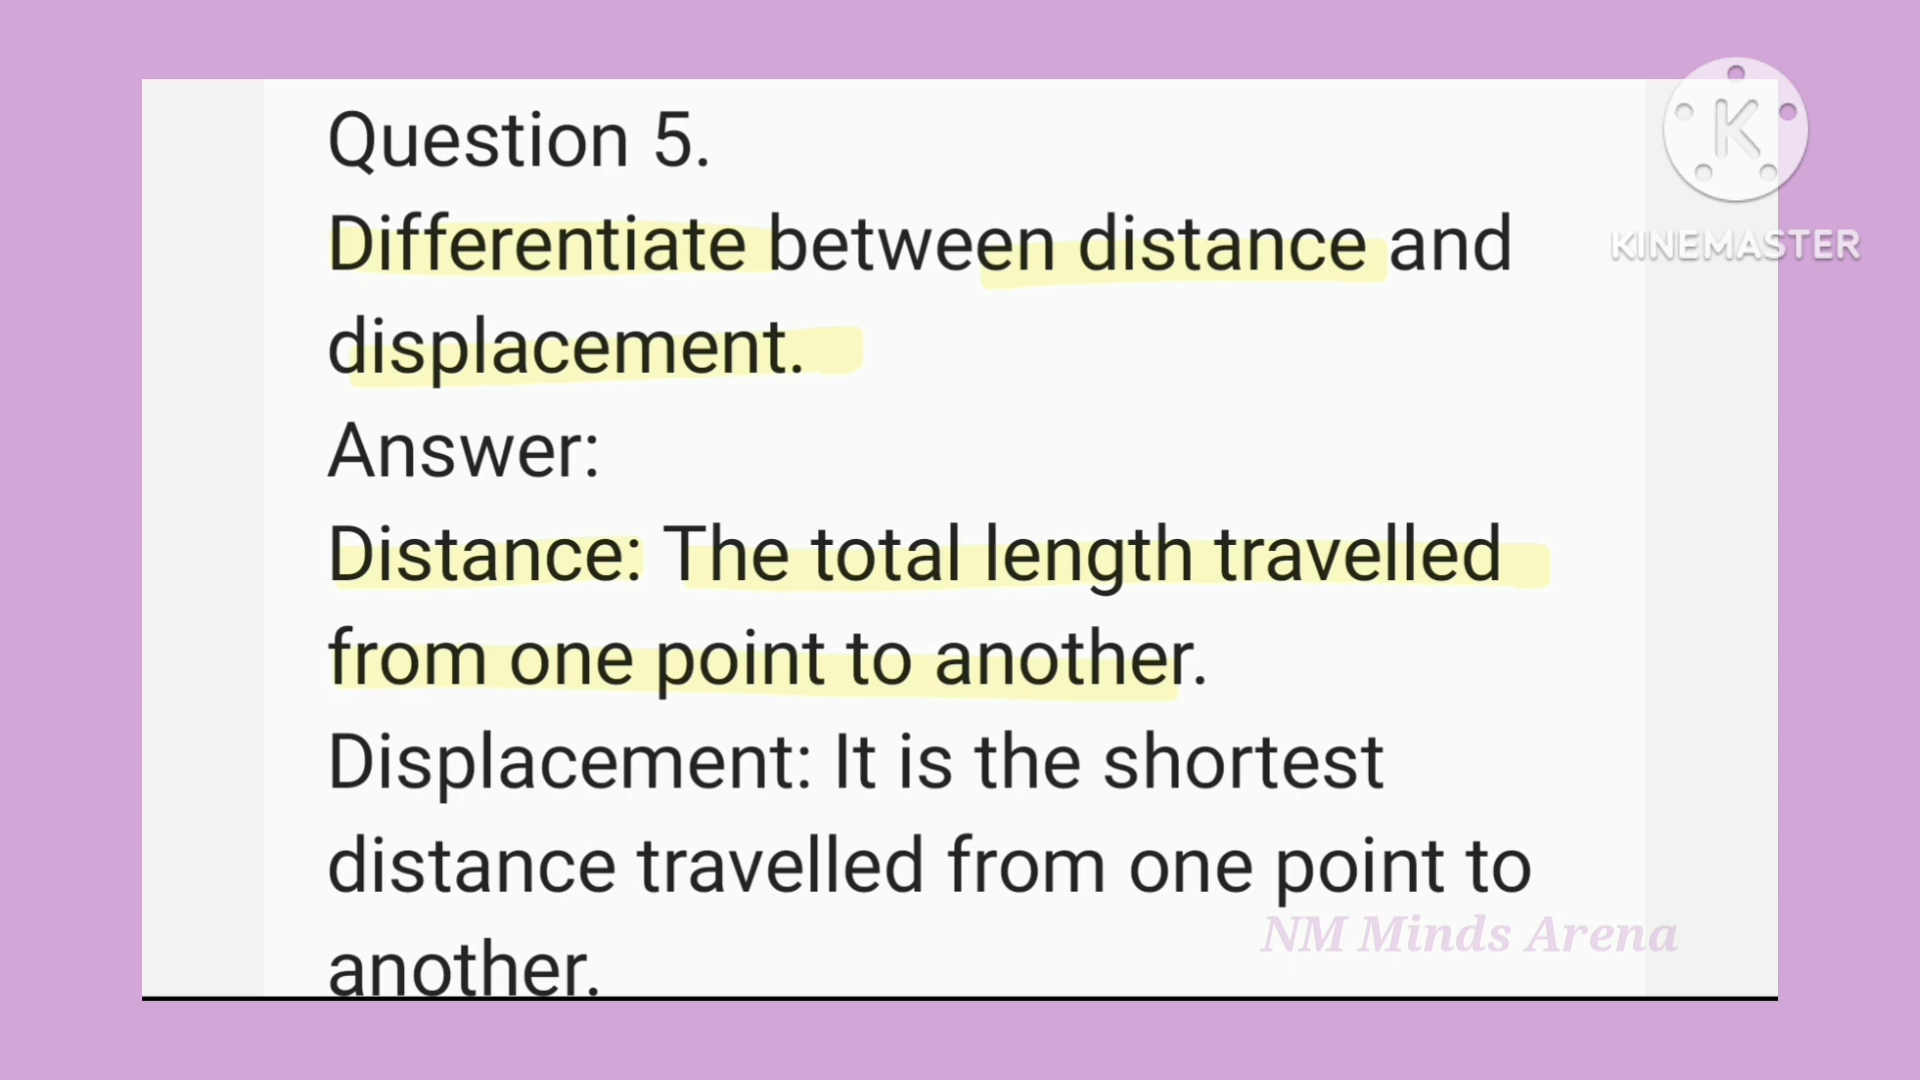 Question 5.
Differentiate between distance and
displacement.
Answer:
Distance: The total length travelled
from one point to another.
Displacement: It is the shortest
distance travelled from one point to
another.
K
KINEMASTER
NM Minds Arena